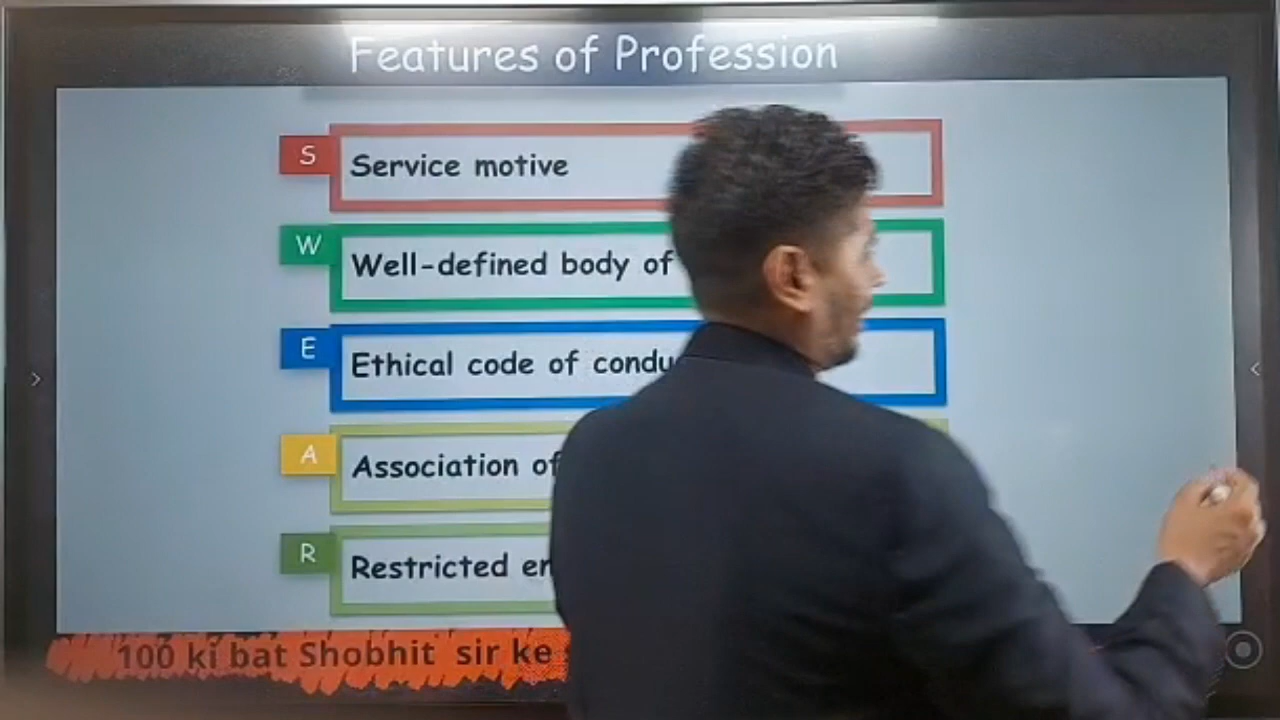 Features of Profession
S Service motive
W Well-defined body of
E Ethical code of condu
A Association of
R Restricted en
100 ki bat Shobhit sir ke